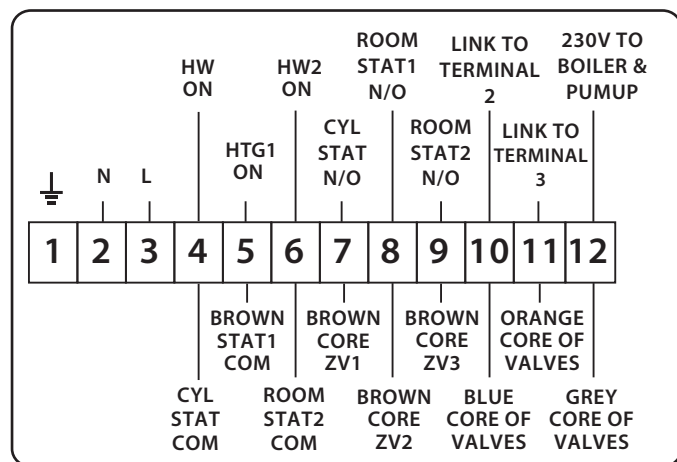 HW
ON
HW2
ON
ROOM
STAT1
N/O
LINK TO
TERMINAL
2
230V TO
BOILER &
PUMUP
N
L
HTG1
ON
CYL
STAT
N/O
ROOM
STAT2
N/O
LINK TO
TERMINAL
3
1 2 3 4 5 6 7 8 9 10 11 12
BROWN
STAT1
COM
BROWN
CORE
ZV1
BROWN
CORE
ZV3
ORANGE
CORE OF
VALVES
CYL
STAT
COM
ROOM
STAT2
COM
BROWN
CORE
ZV2
BLUE
CORE OF
VALVES
GREY
CORE OF
VALVES